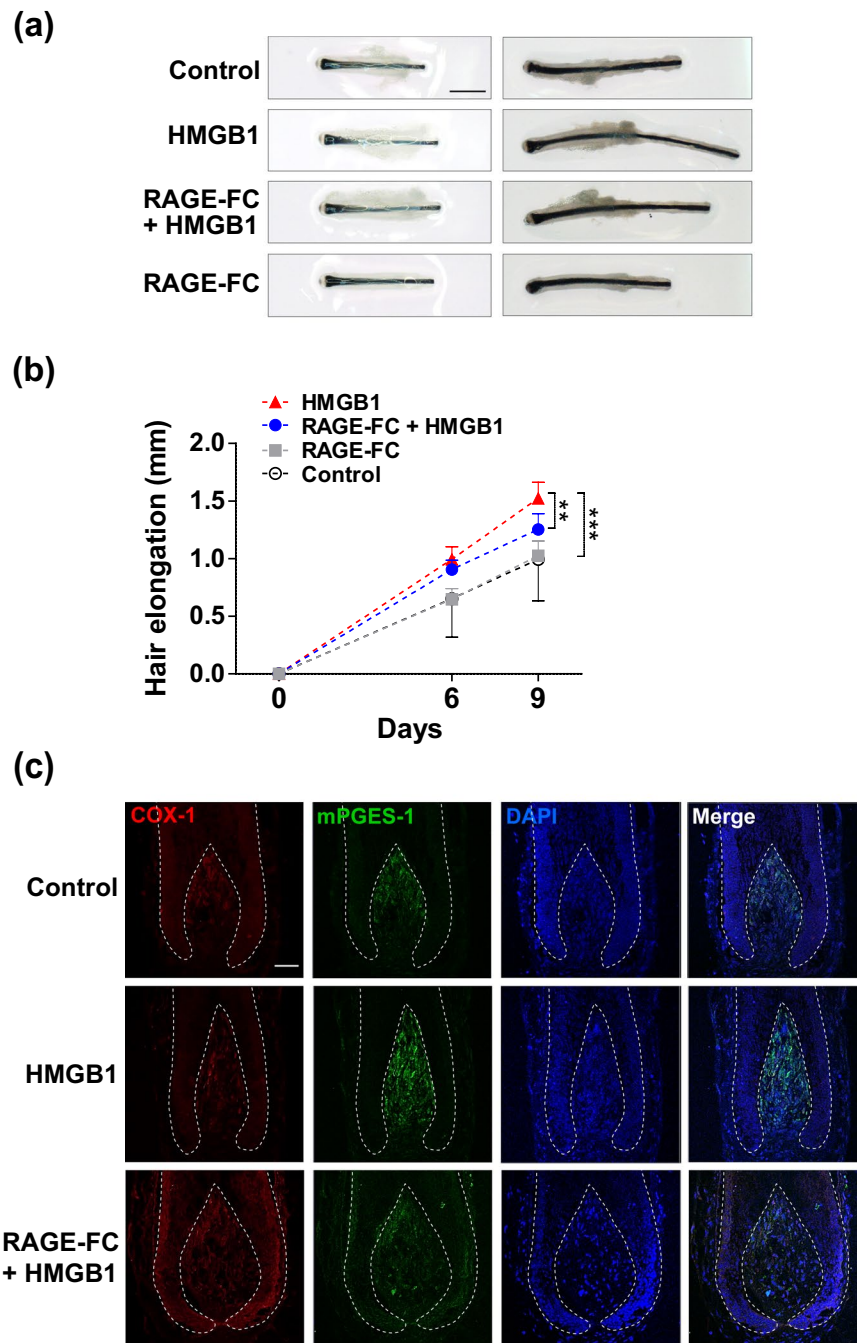 (a)
Control
HMGB1
RAGE-FC
+ HMGB1
RAGE-FC
(b)
HMGB1
RAGE-FC + HMGB1
RAGE-FC
Control
Hair elongation (mm)
2.0
1.5
1.0
0.5
0.0
**
***
0
6
9
Days
(c)
COX-1
mPGES-1
DAPI
Merge
Control
HMGB1
RAGE-FC
+ HMGB1